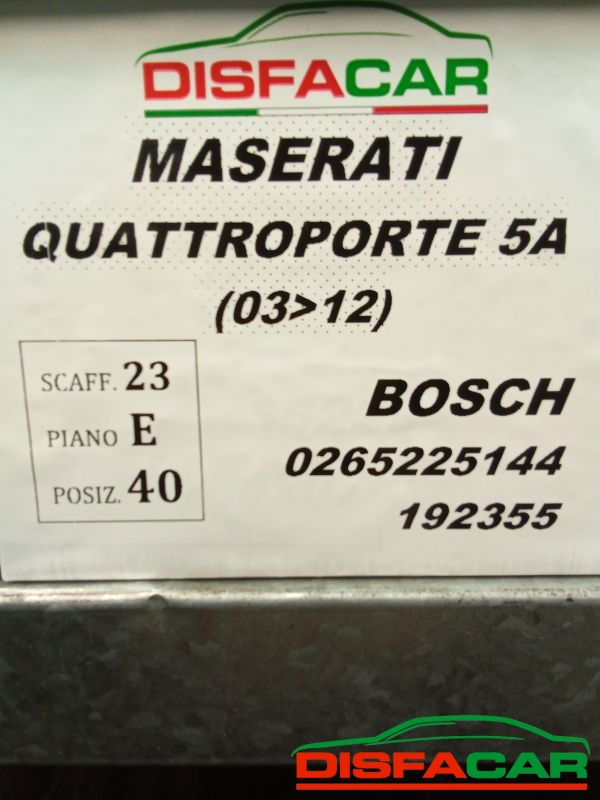 DISFACAR
MASERATI
QUATTROPORTE 5A
(03>12)
SCAFF. 23
PIANO E
POSIZ. 40
BOSCH
0265225144
192355
DISFACAR